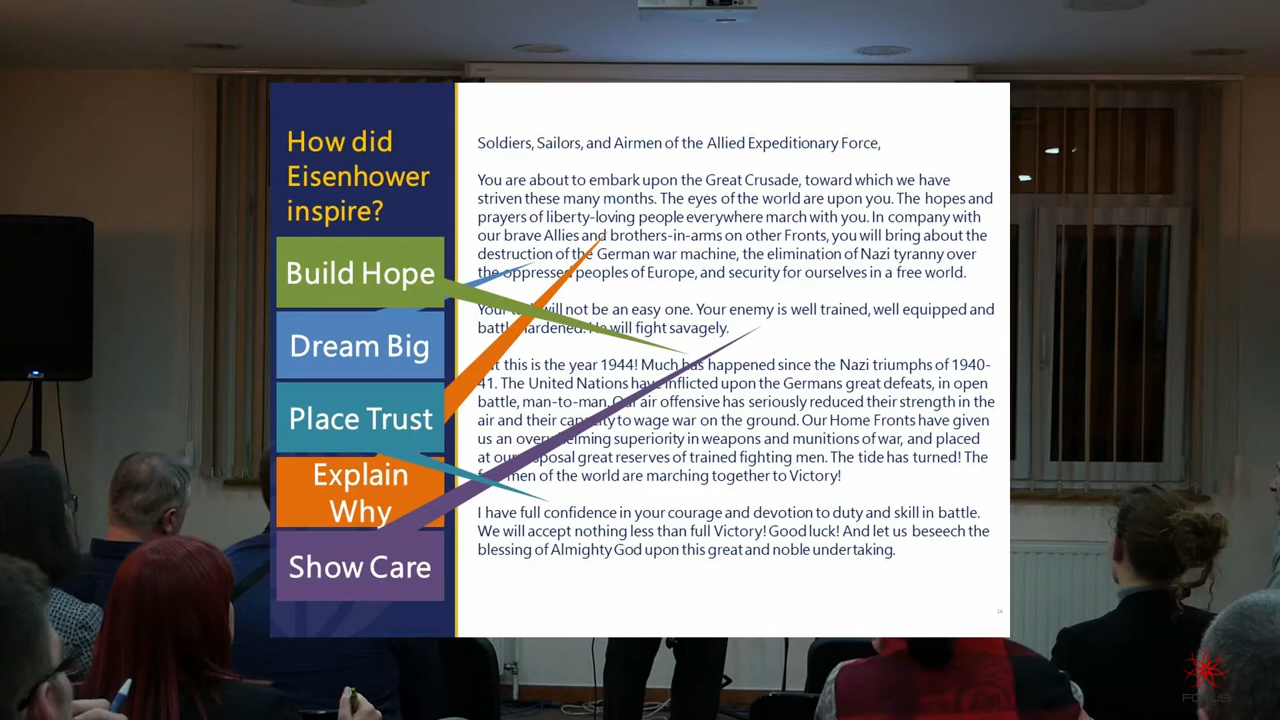 How did
Eisenhower
inspire?
Build Hope
Dream Big
Place Trust
Explain
Why
Show Care
Soldiers, Sailors, and Airmen of the Allied Expeditionary Force,
You are about to embark upon the Great Crusade, toward which we have
striven these many months. The eyes of the world are upon you. The hopes and
prayers of liberty-loving people everywhere march with you. In company with
our brave Allies and brothers-in-arms on other Fronts, you will bring about the
destruction of the German war machine, the elimination of Nazi tyranny over
the oppressed peoples of Europe, and security for ourselves in a free world.
Your task will not be an easy one. Your enemy is well trained, well equipped and
battle hardened. He will fight savagely.
But this is the year 1944! Much has happened since the Nazi triumphs of 1940-
41. The United Nations have inflicted upon the Germans great defeats, in open
battle, man-to-man. Our air offensive has seriously reduced their strength in the
air and their capacity to wage war on the ground. Our Home Fronts have given
us an overwhelming superiority in weapons and munitions of war, and placed
at our disposal great reserves of trained fighting men. The tide has turned! The
free men of the world are marching together to Victory!
I have full confidence in your courage and devotion to duty and skill in battle.
We will accept nothing less than full Victory! Good luck! And let us beseech the
blessing of Almighty God upon this great and noble undertaking.
14